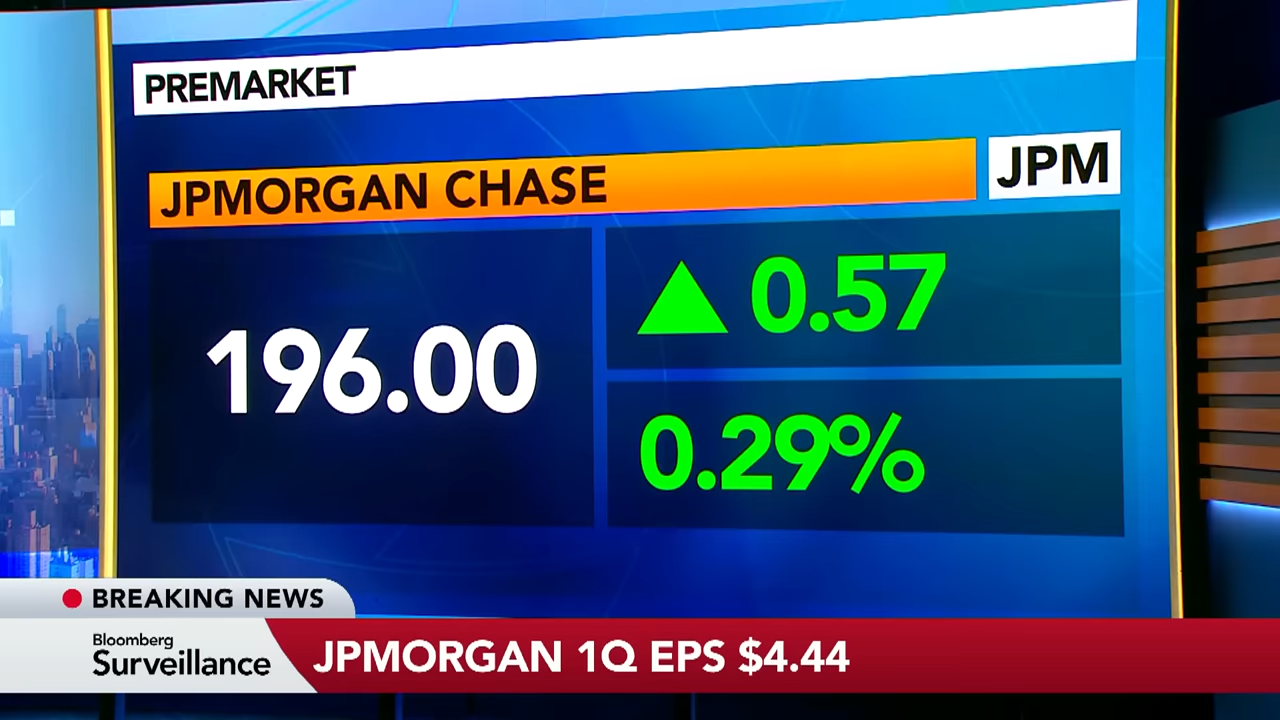 PREMARKET
JPMORGAN CHASE
JPM
196.00
▲ 0.57
0.29%
BREAKING NEWS
Bloomberg
Surveillance
JPMORGAN 1Q EPS $4.44